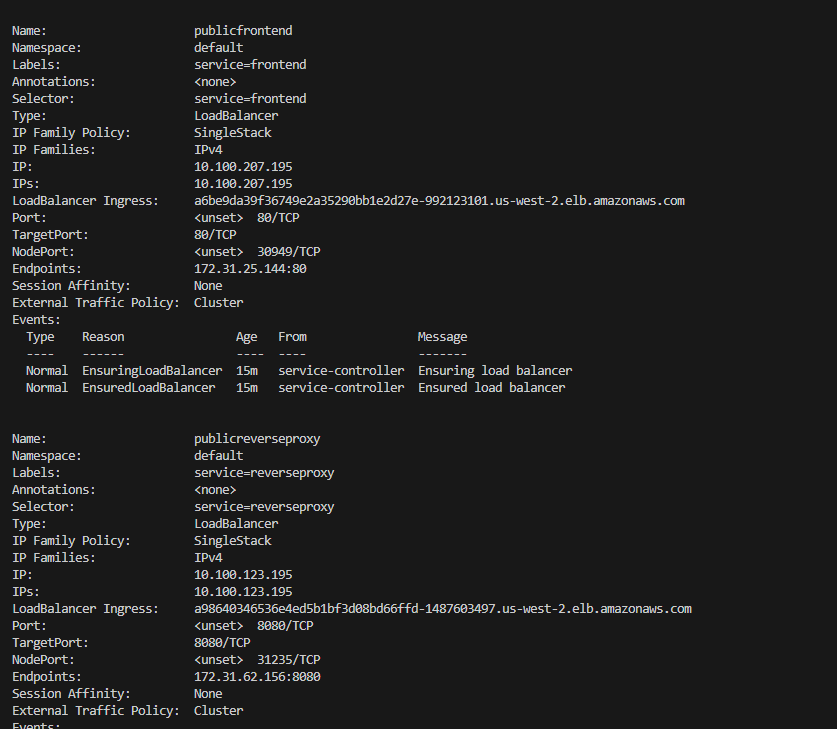 Name:                     publicfrontend
Namespace:                default
Labels:                   service=frontend
Annotations:              <none>
Selector:                 service=frontend
Type:                     LoadBalancer
IP Family Policy:         SingleStack
IP Families:              IPv4
IP:                       10.100.207.195
IPs:                      10.100.207.195
LoadBalancer Ingress:     a6be9da39f36749e2a35290bb1e2d27e-992123101.us-west-2.elb.amazonaws.com
Port:                     <unset>  80/TCP
TargetPort:               80/TCP
NodePort:                 <unset>  30949/TCP
Endpoints:                172.31.25.144:80
Session Affinity:         None
External Traffic Policy:  Cluster
Events:
  Type    Reason                Age   From                Message
  ----    ------                ----  ----                -------
  Normal  EnsuringLoadBalancer  15m   service-controller  Ensuring load balancer
  Normal  EnsuredLoadBalancer   15m   service-controller  Ensured load balancer
Name:                     publicreverseproxy
Namespace:                default
Labels:                   service=reverseproxy
Annotations:              <none>
Selector:                 service=reverseproxy
Type:                     LoadBalancer
IP Family Policy:         SingleStack
IP Families:              IPv4
IP:                       10.100.123.195
IPs:                      10.100.123.195
LoadBalancer Ingress:     a98640346536e4ed5b1bf3d08bd66ffd-1487603497.us-west-2.elb.amazonaws.com
Port:                     <unset>  8080/TCP
TargetPort:               8080/TCP
NodePort:                 <unset>  31235/TCP
Endpoints:                172.31.62.156:8080
Session Affinity:         None
External Traffic Policy:  Cluster
Events: